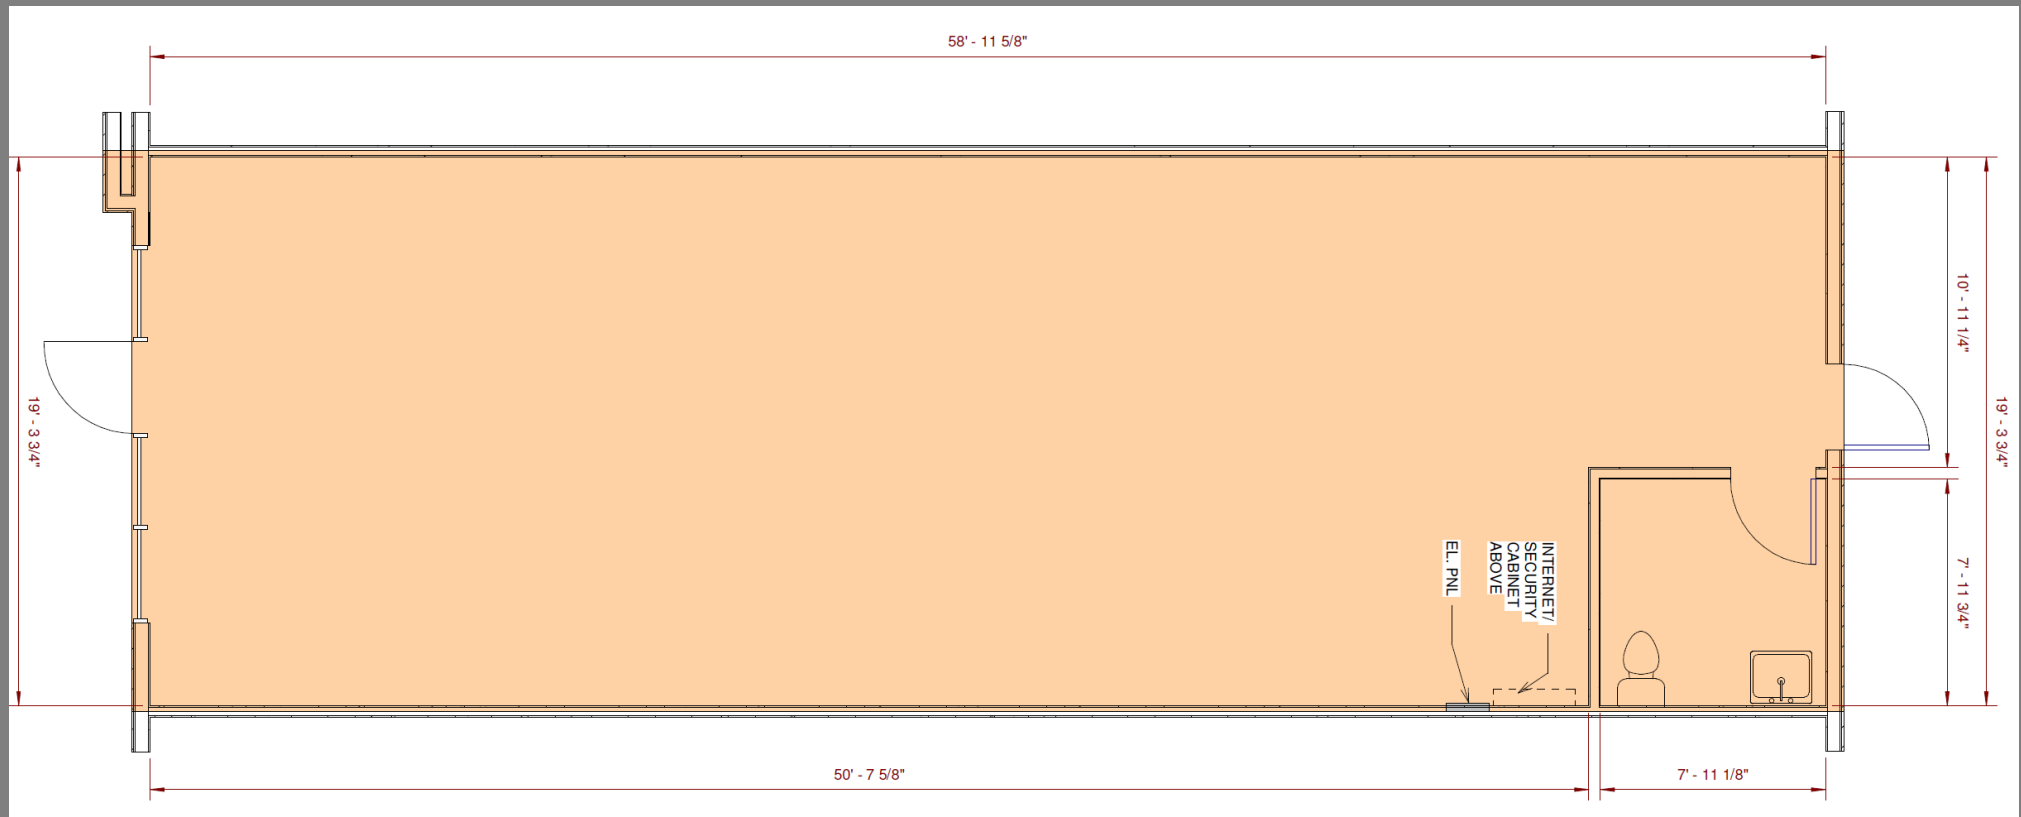 58' - 11 5/8"
19' - 3 3/4"
10' - 11 1/4"
19' - 3 3/4"
7' - 11 3/4"
EL. PNL
INTERNET/
SECURITY
CABINET
ABOVE
50' - 7 5/8"
7' - 11 1/8"